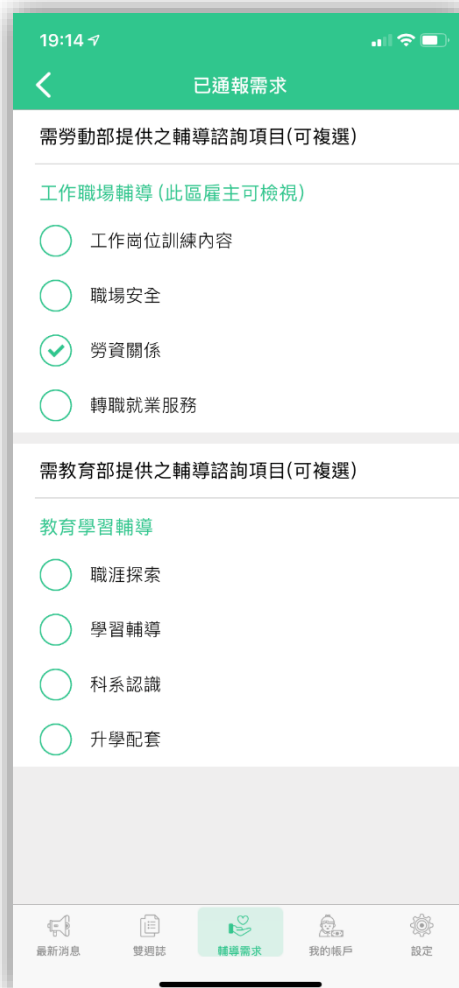 19:14
已通報需求
需勞動部提供之輔導諮詢項目(可複選)
工作職場輔導(此區雇主可檢視)
工作崗位訓練內容
職場安全
勞資關係
轉職就業服務
需教育部提供之輔導諮詢項目(可複選)
教育學習輔導
職涯探索
學習輔導
科系認識
升學配套
最新消息 雙週誌 輔導需求 我的帳戶 設定